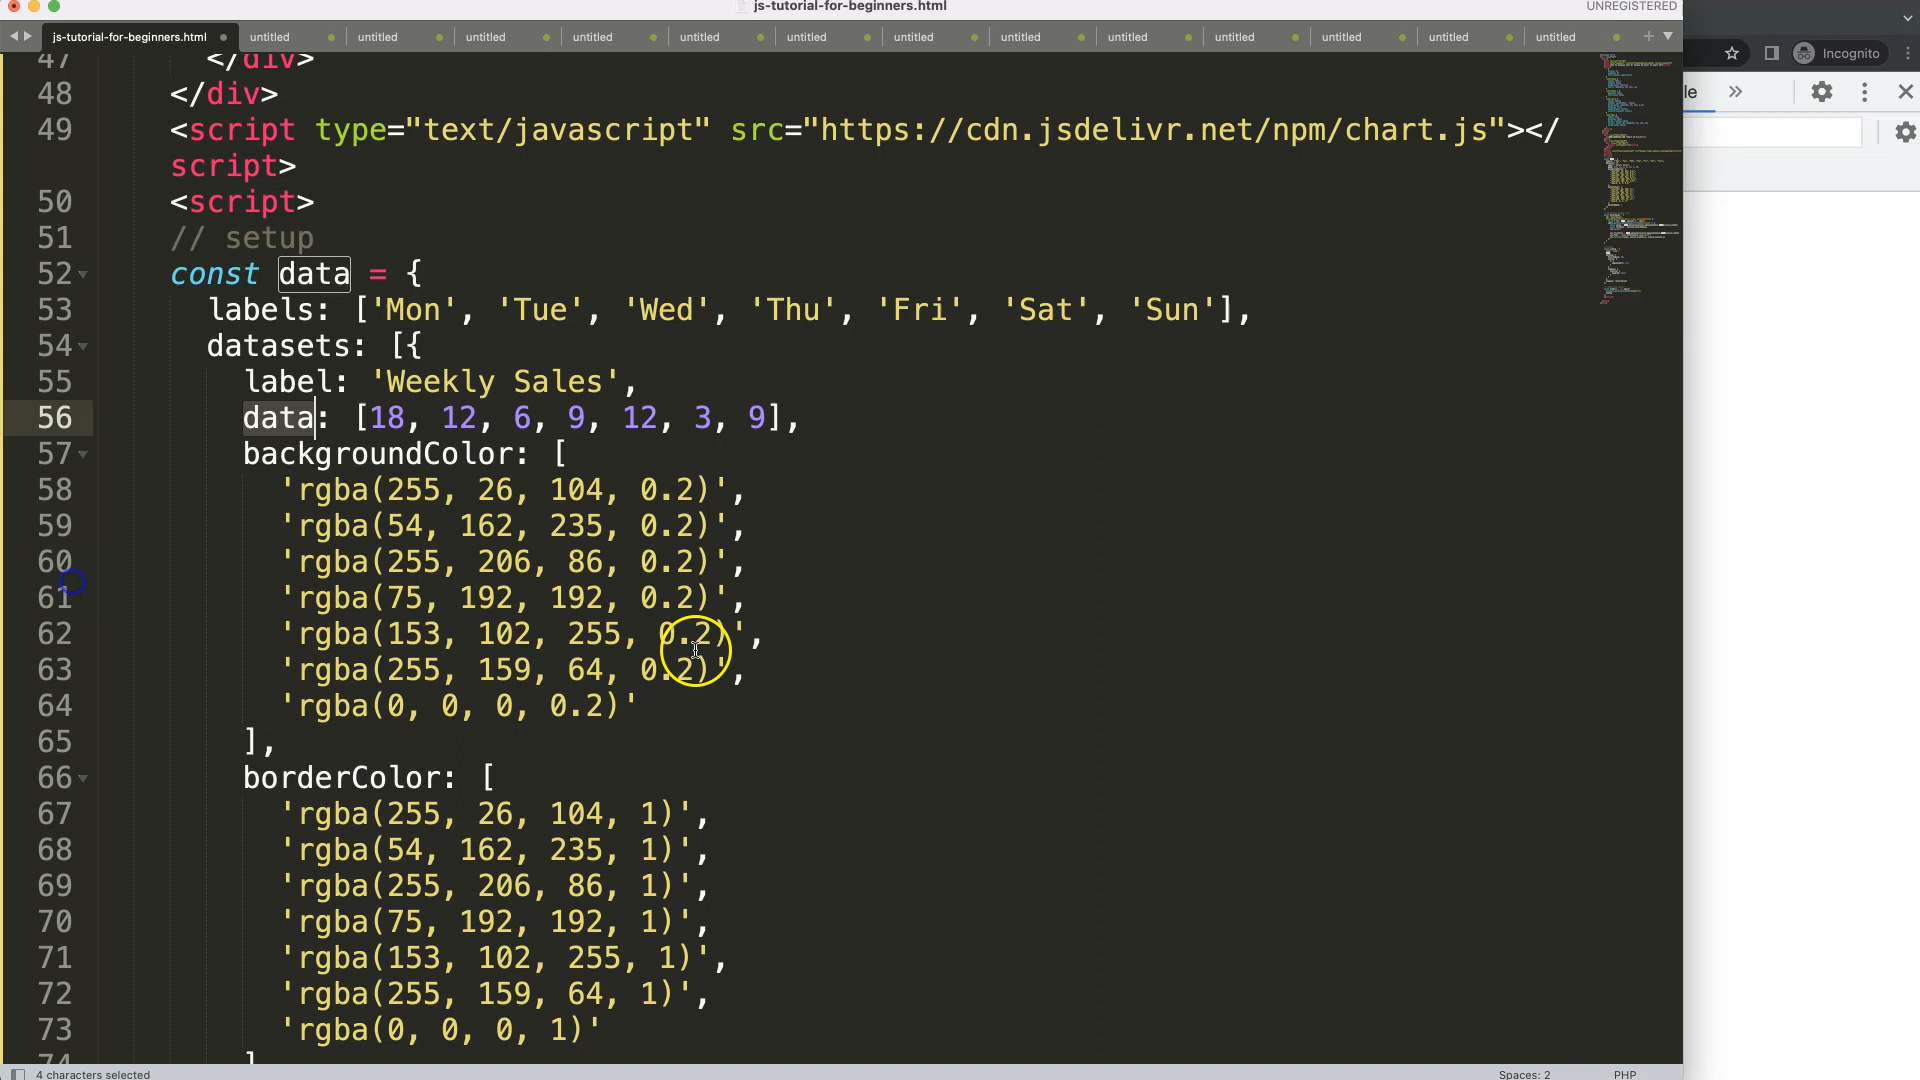 js-tutorial-for-beginners.html
UNREGISTERED
js-tutorial-for-beginners.html untitled untitled untitled untitled untitled untitled untitled untitled untitled untitled untitled untitled
Incognito
le
47 </div>
48 </div>
49 <script type="text/javascript" src="https://cdn.jsdelivr.net/npm/chart.js"></
script>
50 <script>
51 // setup
52 const data = {
53 labels: ['Mon', 'Tue', 'Wed', 'Thu', 'Fri', 'Sat', 'Sun'],
54 datasets: [{
55 label: 'Weekly Sales',
56 data: [18, 12, 6, 9, 12, 3, 9],
57 backgroundColor: [
58 'rgba(255, 26, 104, 0.2)',
59 'rgba(54, 162, 235, 0.2)',
60 'rgba(255, 206, 86, 0.2)',
61 'rgba(75, 192, 192, 0.2)',
62 'rgba(153, 102, 255, 0.2)',
63 'rgba(255, 159, 64, 0.2)',
64 'rgba(0, 0, 0, 0.2)'
65 ],
66 borderColor: [
67 'rgba(255, 26, 104, 1)',
68 'rgba(54, 162, 235, 1)',
69 'rgba(255, 206, 86, 1)',
70 'rgba(75, 192, 192, 1)',
71 'rgba(153, 102, 255, 1)',
72 'rgba(255, 159, 64, 1)',
73 'rgba(0, 0, 0, 1)'
74 ]
4 characters selected
Spaces: 2
PHP